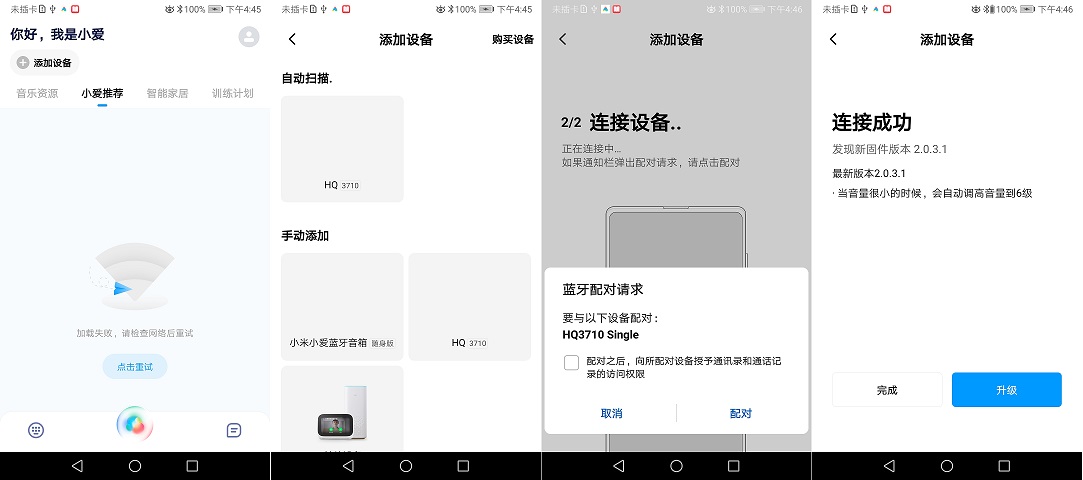 未插卡 100% 下午4:45
你好，我是小爱
添加设备
音乐资源 小爱推荐 智能家居 训练计划
加载失败，请检查网络后重试
点击重试
未插卡 100% 下午4:45
添加设备 购买设备
自动扫描.
HQ 3710
手动添加
小米小爱蓝牙音箱 随身版
HQ 3710
未插卡 100% 下午4:46
添加设备
2/2 连接设备..
正在连接中...
如果通知栏弹出配对请求，请点击配对
蓝牙配对请求
要与以下设备配对：
HQ3710 Single
配对之后，向所配对设备授予通讯录和通话记
录的访问权限
取消 配对
未插卡 100% 下午4:46
添加设备
连接成功
发现新固件版本 2.0.3.1
最新版本2.0.3.1
· 当音量很小的时候，会自动调高音量到6级
完成 升级